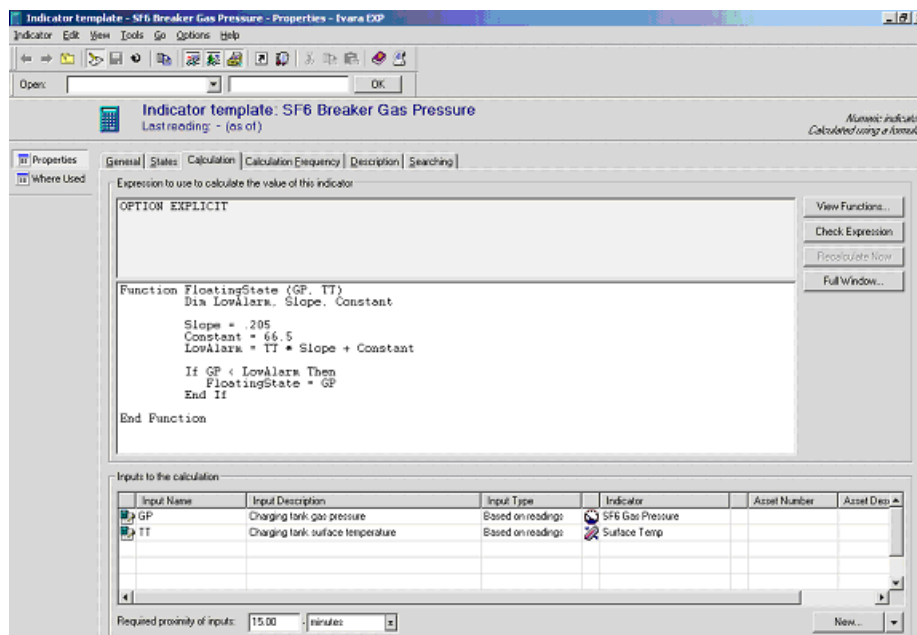 Indicator template - SF6 Breaker Gas Pressure - Properties - Ivara EXP
Indicator Edit View Tools Go Options Help
Open: OK
Indicator template: SF6 Breaker Gas Pressure
Last reading: - (as of)
Numeric indicato
Calculated using a formul
Properties
Where Used
General States Calculation Calculation Frequency Description Searching
Expression to use to calculate the value of this indicator
OPTION EXPLICIT
View Functions...
Check Expression
Recalculate Now
Full Window...
Function FloatingState (GP, TT)
Dim LowAlarm, Slope, Constant
Slope = .205
Constant = 66.5
LowAlarm = TT * Slope + Constant
If GP < LowAlarm Then
FloatingState = GP
End If
End Function
Inputs to the calculation
Input Name Input Description Input Type Indicator Asset Number Asset Desc
GP Charging tank gas pressure Based on readings SF6 Gas Pressure
TT Charging tank surface temperature Based on readings Surface Temp
Required proximity of inputs: 15.00 minutes New...